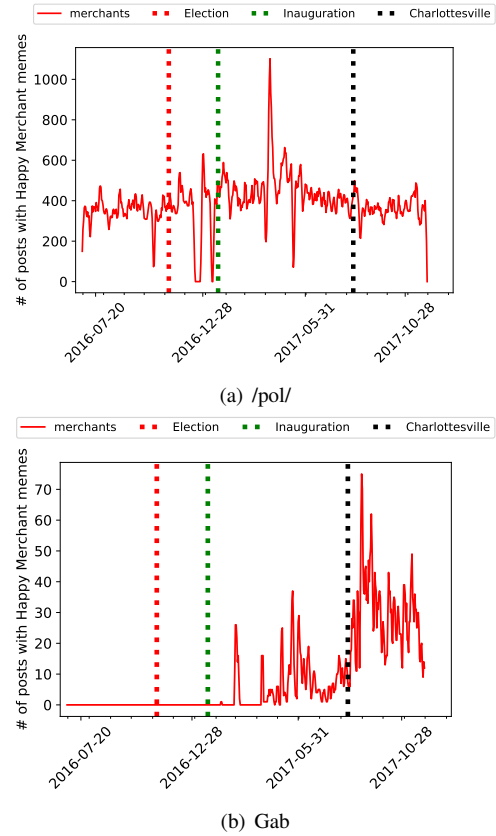 merchants Election Inauguration Charlottesville
# of posts with Happy Merchant memes
1000
800
600
400
200
0
2016-07-20 2016-12-28 2017-05-31 2017-10-28
(a) /pol/
merchants Election Inauguration Charlottesville
# of posts with Happy Merchant memes
70
60
50
40
30
20
10
0
2016-07-20 2016-12-28 2017-05-31 2017-10-28
(b) Gab